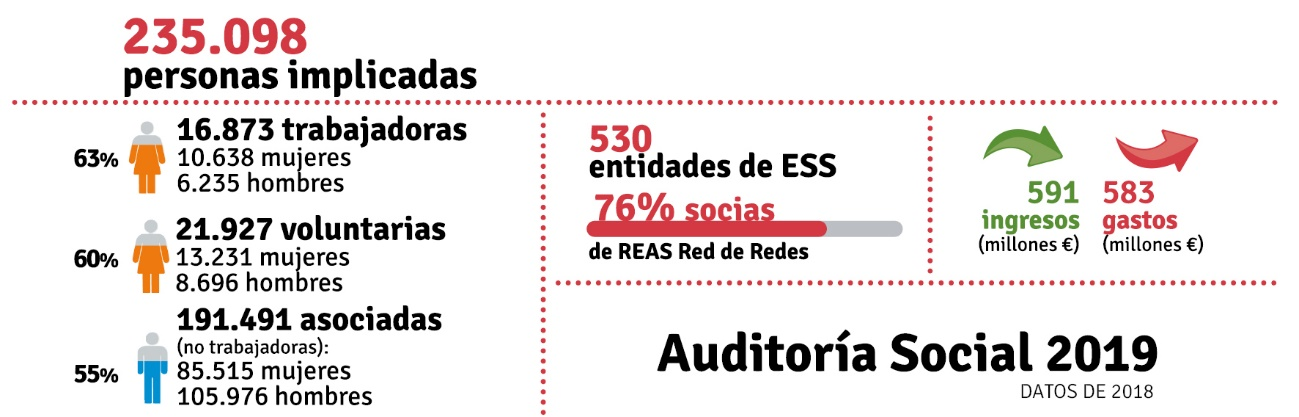 235.098
personas implicadas
63%
16.873 trabajadoras
10.638 mujeres
6.235 hombres
60%
21.927 voluntarias
13.231 mujeres
8.696 hombres
55%
191.491 asociadas
(no trabajadoras):
85.515 mujeres
105.976 hombres
530
entidades de ESS
76% socias
de REAS Red de Redes
591
ingresos
(millones €)
583
gastos
(millones €)
Auditoría Social 2019
DATOS DE 2018